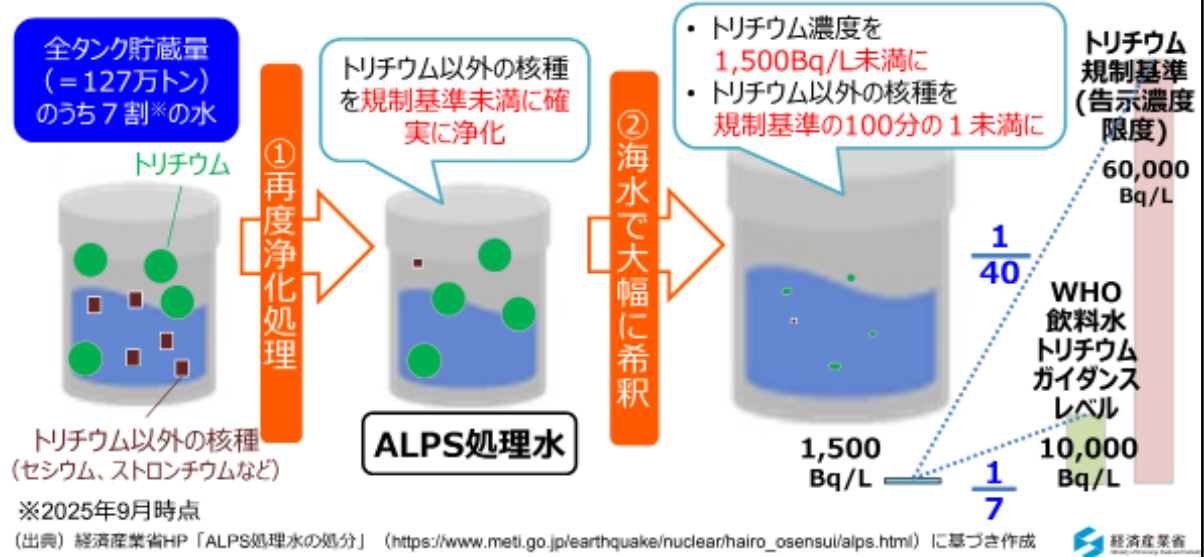 全タンク貯蔵量
（＝127万トン）
のうち７割※の水
トリチウム
トリチウム以外の核種
（セシウム、ストロンチウムなど）
①再度浄化処理
トリチウム以外の核種
を規制基準未満に確
実に浄化
ALPS処理水
②海水で大幅に希釈
• トリチウム濃度を
1,500Bq/L未満に
• トリチウム以外の核種を
規制基準の100分の１未満に
1,500
Bq/L
1
40
1
7
トリチウム
規制基準
(告示濃度
限度)
60,000
Bq/L
WHO
飲料水
トリチウム
ガイダンス
レベル
10,000
Bq/L
※2025年9月時点
（出典）経済産業省HP「ALPS処理水の処分」（https://www.meti.go.jp/earthquake/nuclear/hairo_osensui/alps.html）に基づき作成
経済産業省